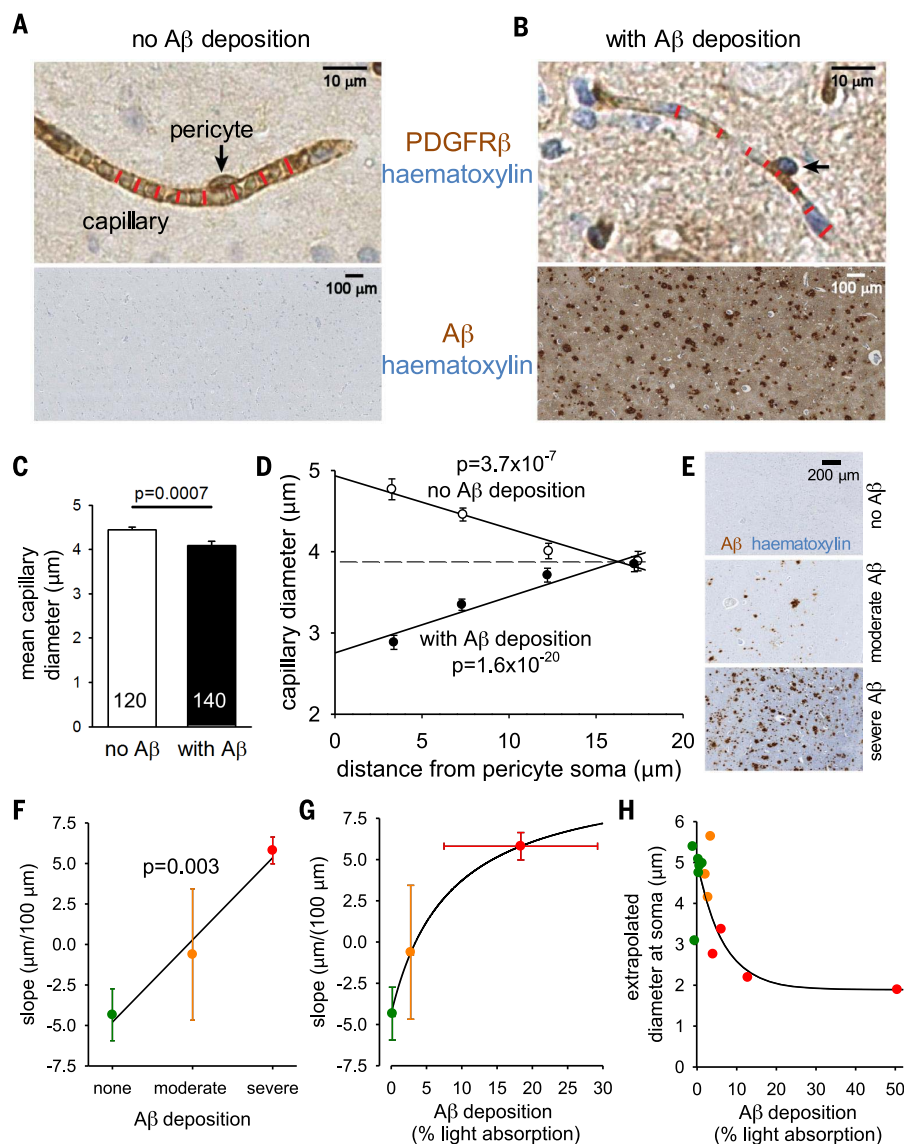 A
no Aβ deposition
10 µm
pericyte
capillary
100 µm
PDGFRβ
haematoxylin
Aβ
haematoxylin
B
with Aβ deposition
10 µm
100 µm
C
p=0.0007
mean capillary
diameter (µm)
5
4
3
2
1
0
120
140
no Aβ
with Aβ
D
p=3.7x10⁻⁷
no Aβ deposition
with Aβ deposition
p=1.6x10⁻²⁰
capillary diameter (µm)
5
4
3
2
0
5
10
15
20
distance from pericyte soma (µm)
E
200 µm
Aβ haematoxylin
no Aβ
moderate Aβ
severe Aβ
F
p=0.003
slope (µm/100 µm)
7.5
5.0
2.5
0.0
-2.5
-5.0
-7.5
none
moderate
severe
Aβ deposition
G
slope (µm/(100 µm)
7.5
5.0
2.5
0.0
-2.5
-5.0
-7.5
0
5
10
15
20
25
30
Aβ deposition
(% light absorption)
H
extrapolated
diameter at soma (µm)
6
5
4
3
2
1
0
0
10
20
30
40
50
Aβ deposition
(% light absorption)